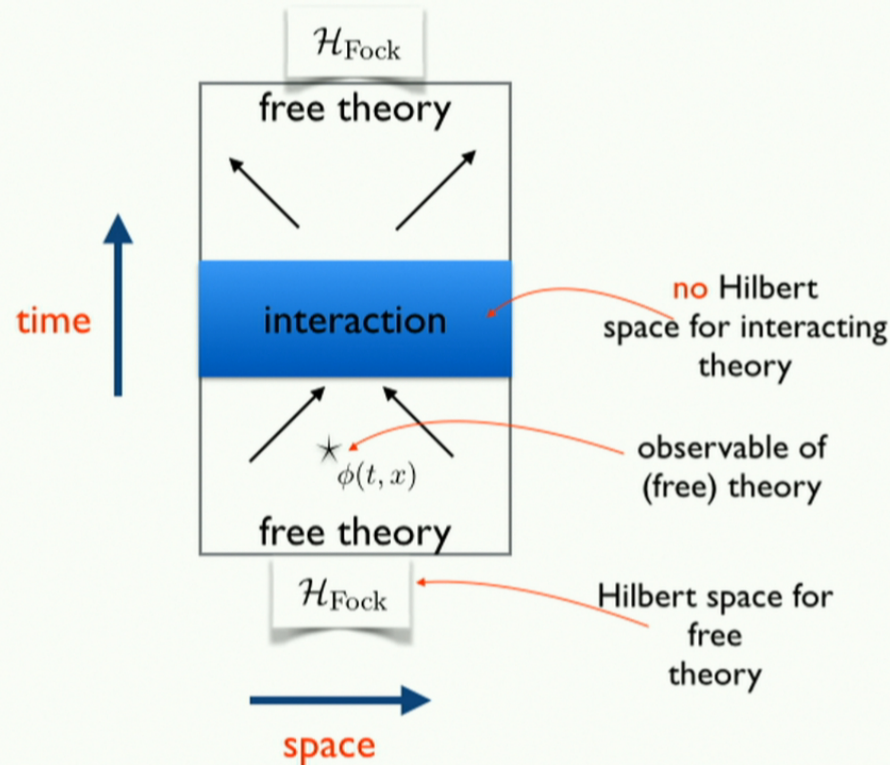 ℋFock
free theory
time
interaction
no Hilbert
space for interacting
theory
ϕ(t, x)
observable of
(free) theory
free theory
ℋFock
Hilbert space for
free
theory
space